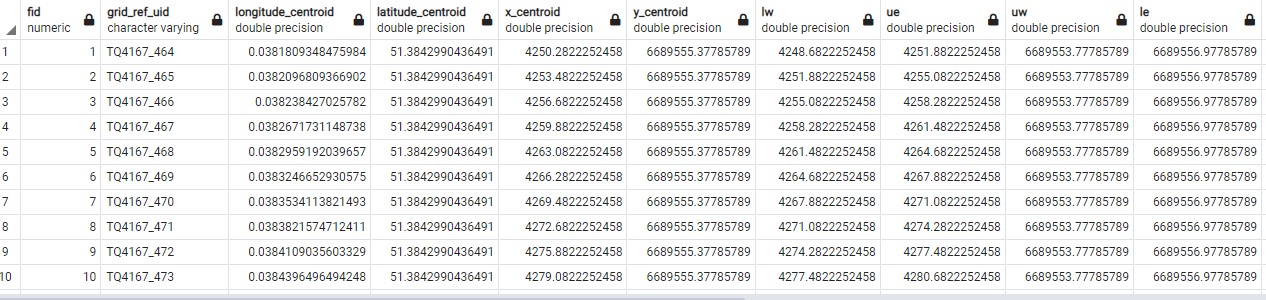 fid grid_ref_uid longitude_centroid latitude_centroid x_centroid y_centroid lw ue uw le
numeric character varying double precision double precision double precision double precision double precision double precision double precision double precision
1 1 TQ4167_464 0.0381809348475984 51.3842990436491 4250.2822252458 6689555.37785789 4248.6822252458 4251.8822252458 6689553.77785789 6689556.97785789
2 2 TQ4167_465 0.0382096809366902 51.3842990436491 4253.4822252458 6689555.37785789 4251.8822252458 4255.0822252458 6689553.77785789 6689556.97785789
3 3 TQ4167_466 0.038238427025782 51.3842990436491 4256.6822252458 6689555.37785789 4255.0822252458 4258.2822252458 6689553.77785789 6689556.97785789
4 4 TQ4167_467 0.0382671731148738 51.3842990436491 4259.8822252458 6689555.37785789 4258.2822252458 4261.4822252458 6689553.77785789 6689556.97785789
5 5 TQ4167_468 0.0382959192039657 51.3842990436491 4263.0822252458 6689555.37785789 4261.4822252458 4264.6822252458 6689553.77785789 6689556.97785789
6 6 TQ4167_469 0.0383246652930575 51.3842990436491 4266.2822252458 6689555.37785789 4264.6822252458 4267.8822252458 6689553.77785789 6689556.97785789
7 7 TQ4167_470 0.0383534113821493 51.3842990436491 4269.4822252458 6689555.37785789 4267.8822252458 4271.0822252458 6689553.77785789 6689556.97785789
8 8 TQ4167_471 0.0383821574712411 51.3842990436491 4272.6822252458 6689555.37785789 4271.0822252458 4274.2822252458 6689553.77785789 6689556.97785789
9 9 TQ4167_472 0.0384109035603329 51.3842990436491 4275.8822252458 6689555.37785789 4274.2822252458 4277.4822252458 6689553.77785789 6689556.97785789
10 10 TQ4167_473 0.0384396496494248 51.3842990436491 4279.0822252458 6689555.37785789 4277.4822252458 4280.6822252458 6689553.77785789 6689556.97785789